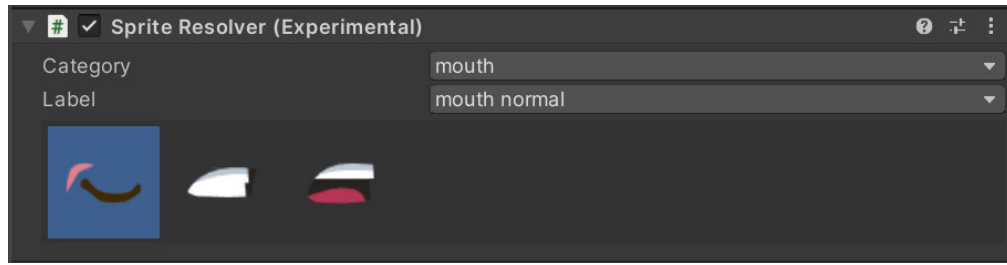 Sprite Resolver (Experimental)
Category mouth
Label mouth normal